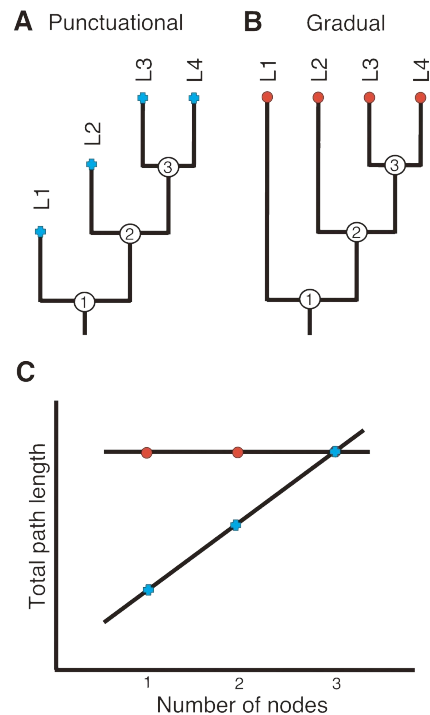 A Punctuational
L1
L2
L3
L4
1
2
3
B Gradual
L1
L2
L3
L4
1
2
3
C
Total path length
1 2 3
Number of nodes